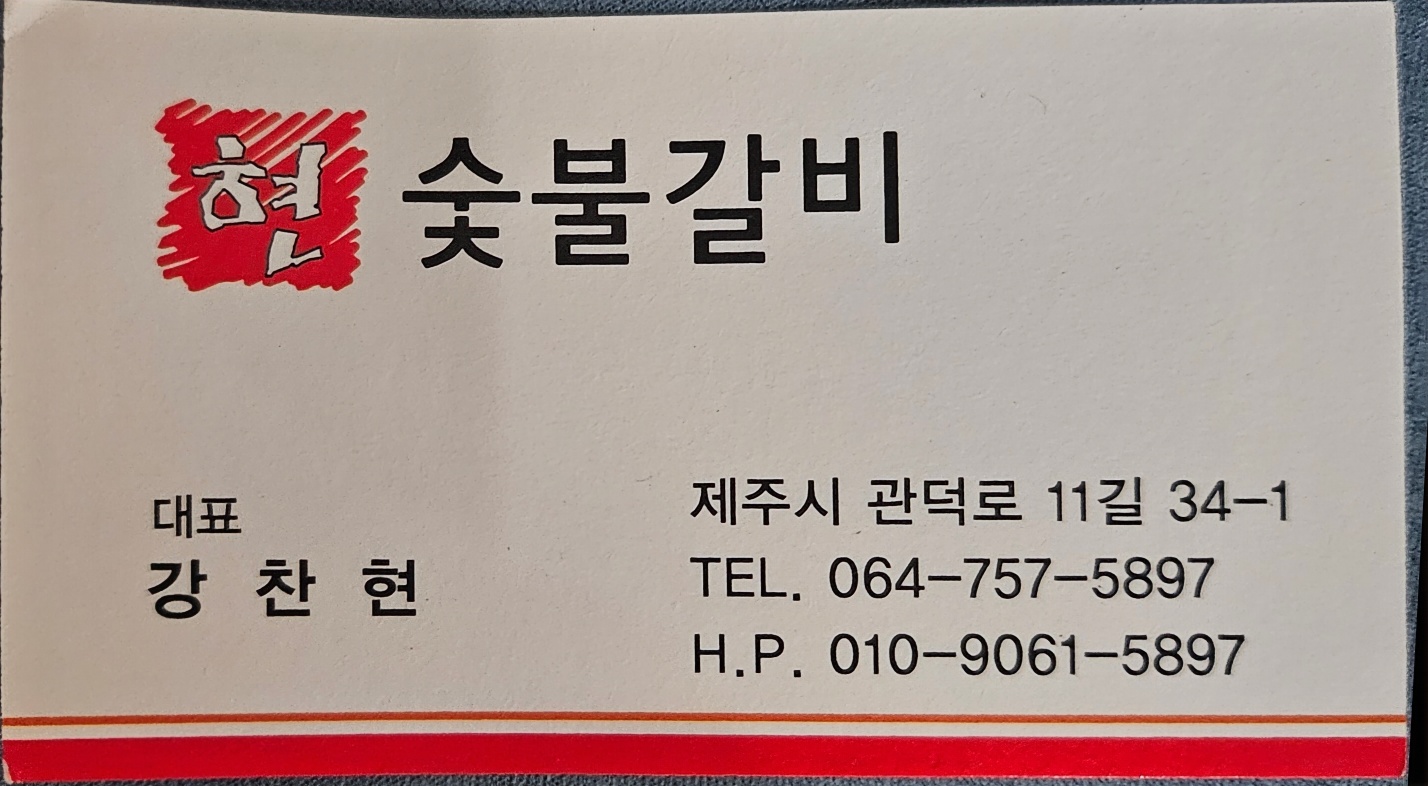 현 숯불갈비
대표
강 찬 현
제주시 관덕로 11길 34-1
TEL. 064-757-5897
H.P. 010-9061-5897